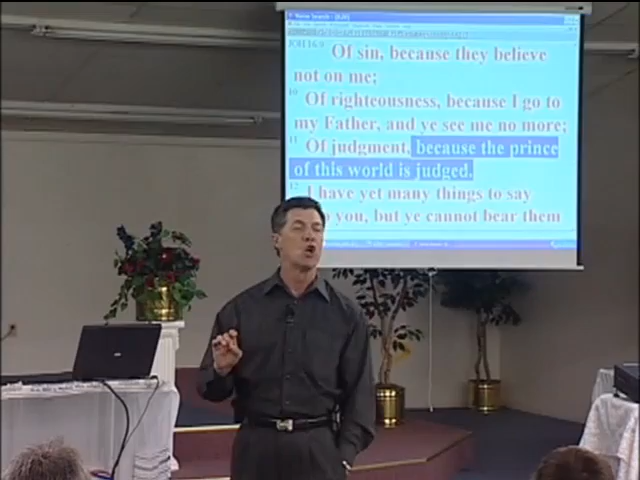 JOH 16:9 Of sin, because they believe
not on me;
10 Of righteousness, because I go to
my Father, and ye see me no more;
11 Of judgment, because the prince
of this world is judged.
12 I have yet many things to say
you, but ye cannot bear them